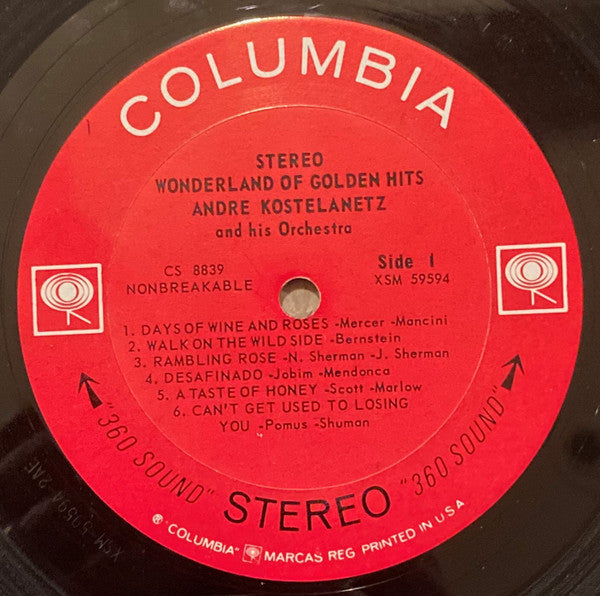 COLUMBIA
STEREO
WONDERLAND OF GOLDEN HITS
ANDRE KOSTELANETZ
and his Orchestra
CS 8839
NONBREAKABLE
Side 1
XSM 59594
1. DAYS OF WINE AND ROSES -Mercer -Mancini
2. WALK ON THE WILD SIDE -Bernstein
3. RAMBLING ROSE -N. Sherman -J. Sherman
4. DESAFINADO -Jobim -Mendonca
5. A TASTE OF HONEY -Scott -Marlow
6. CAN'T GET USED TO LOSING
YOU -Pomus -Shuman
"360 SOUND" STEREO "360 SOUND"
® "COLUMBIA" MARCAS REG. PRINTED IN U.S.A.